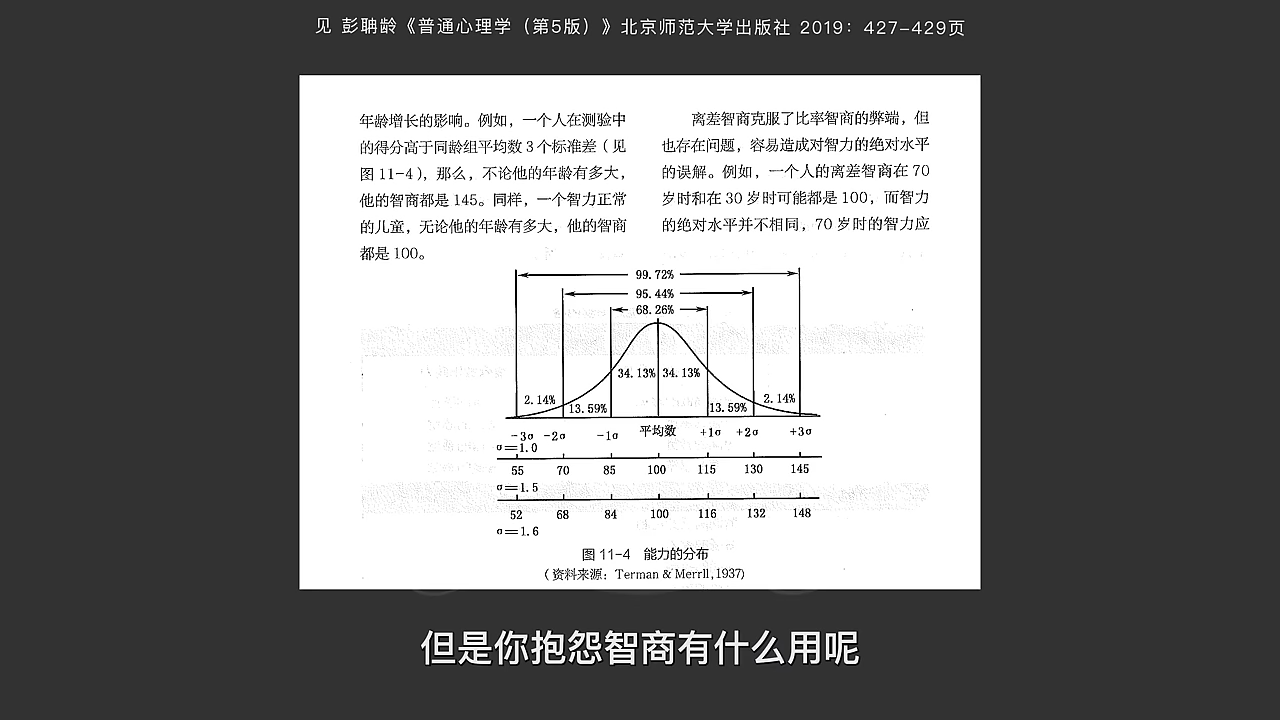 见 彭聃龄《普通心理学（第5版）》北京师范大学出版社 2019：427-429页
年龄增长的影响。例如，一个人在测验中
的得分高于同龄组平均数 3 个标准差（见
图 11-4），那么，不论他的年龄有多大，
他的智商都是 145。同样，一个智力正常
的儿童，无论他的年龄有多大，他的智商
都是 100。
离差智商克服了比率智商的弊端，但
也存在问题，容易造成对智力的绝对水平
的误解。例如，一个人的离差智商在 70
岁时和在 30 岁时可能都是 100，而智力
的绝对水平并不相同，70 岁时的智力应
99.72%
95.44%
68.26%
34.13% 34.13%
2.14% 13.59% 13.59% 2.14%
-3σ -2σ -1σ 平均数 +1σ +2σ +3σ
σ=1.0
55 70 85 100 115 130 145
σ=1.5
52 68 84 100 116 132 148
σ=1.6
图 11-4 能力的分布
（资料来源：Terman & Merrll,1937)
但是你抱怨智商有什么用呢